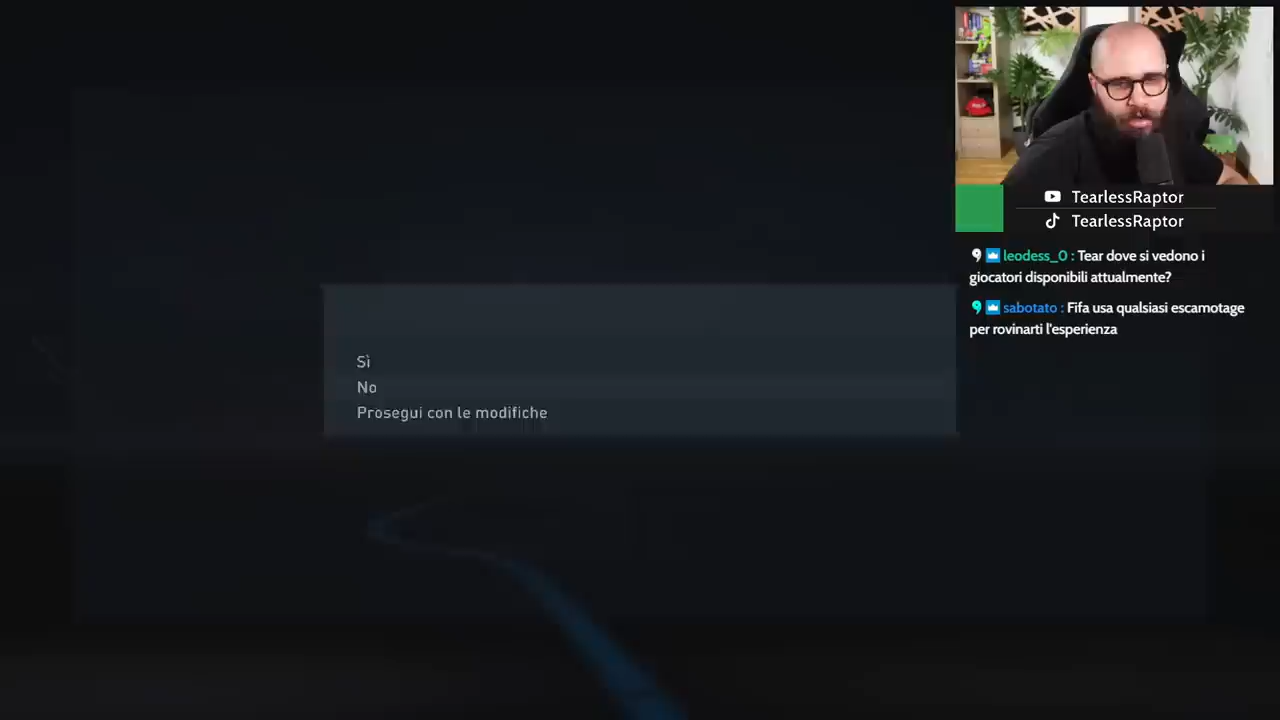 Sì
No
Prosegui con le modifiche
TearlessRaptor
TearlessRaptor
leodess_0 : Tear dove si vedono i
giocatori disponibili attualmente?
sabotato : Fifa usa qualsiasi escamotage
per rovinarti l'esperienza